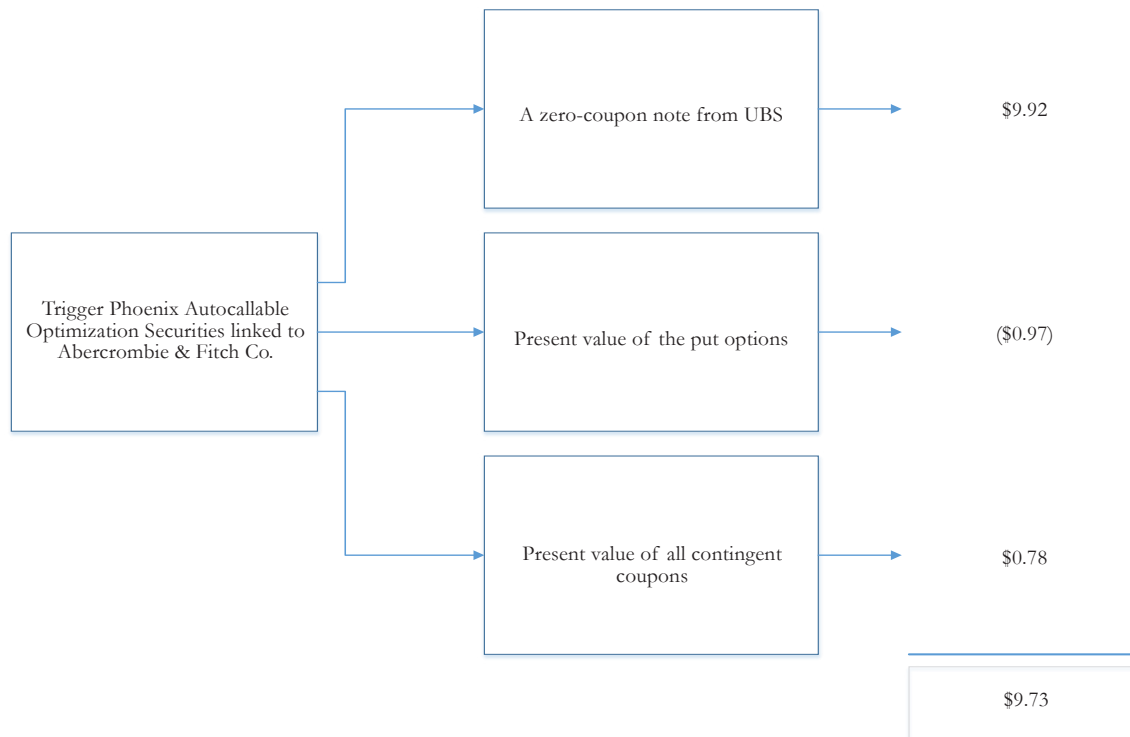 A zero-coupon note from UBS
$9.92
Trigger Phoenix Autocallable
Optimization Securities linked to
Abercrombie & Fitch Co.
Present value of the put options
($0.97)
Present value of all contingent
coupons
$0.78
$9.73